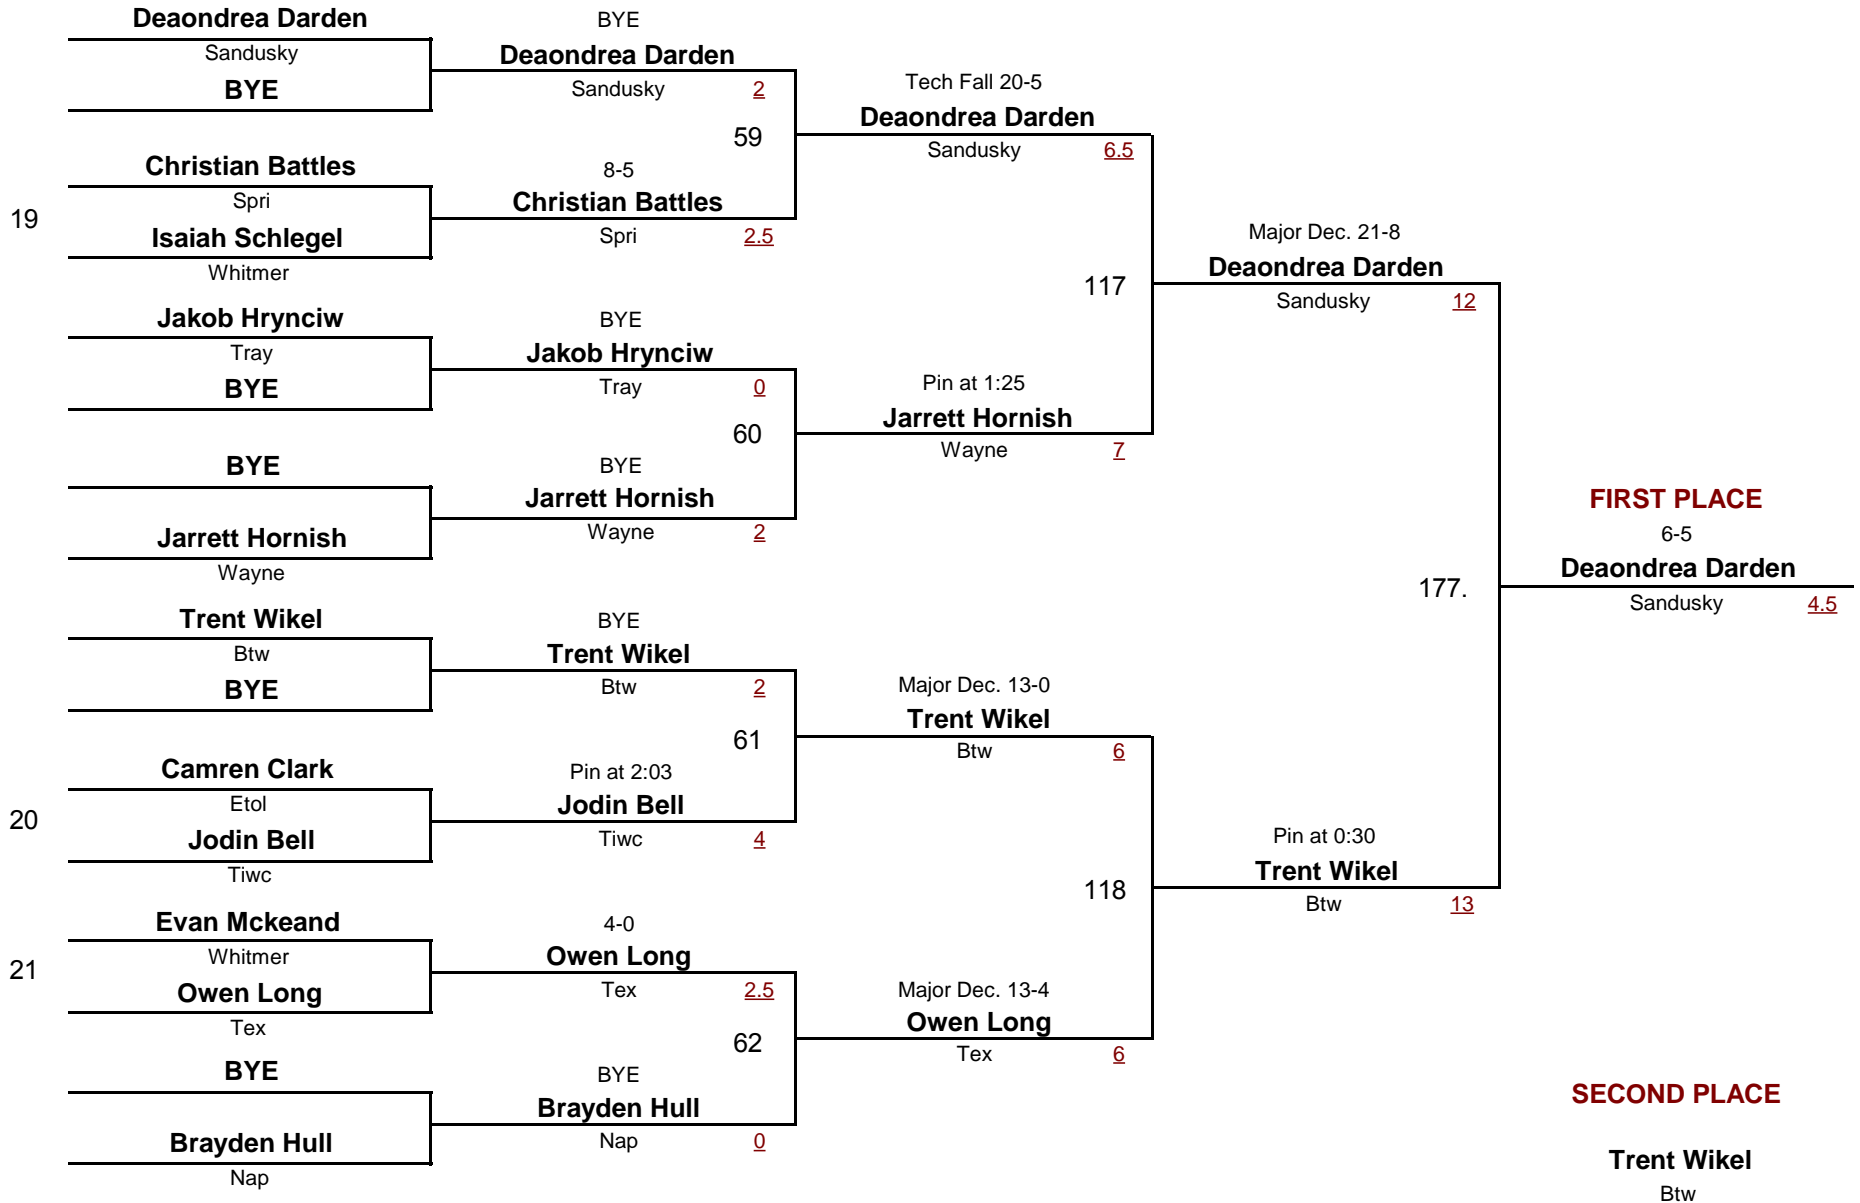 Deaondrea Darden
Sandusky
BYE
19
Christian Battles
Spri
Isaiah Schlegel
Whitmer
Jakob Hrynciw
Tray
BYE
BYE
Jarrett Hornish
Wayne
Trent Wikel
Btw
BYE
20
Camren Clark
Etol
Jodin Bell
Tiwc
21
Evan Mckeand
Whitmer
Owen Long
Tex
BYE
Brayden Hull
Nap
BYE
Deaondrea Darden
Sandusky 2
59
8-5
Christian Battles
Spri 2.5
BYE
Jakob Hrynciw
Tray 0
60
BYE
Jarrett Hornish
Wayne 2
BYE
Trent Wikel
Btw 2
61
Pin at 2:03
Jodin Bell
Tiwc 4
4-0
Owen Long
Tex 2.5
62
BYE
Brayden Hull
Nap 0
Tech Fall 20-5
Deaondrea Darden
Sandusky 6.5
117
Pin at 1:25
Jarrett Hornish
Wayne 7
Major Dec. 13-0
Trent Wikel
Btw 6
118
Major Dec. 13-4
Owen Long
Tex 6
Major Dec. 21-8
Deaondrea Darden
Sandusky 12
177.
Pin at 0:30
Trent Wikel
Btw 13
FIRST PLACE
6-5
Deaondrea Darden
Sandusky 4.5
SECOND PLACE
Trent Wikel
Btw